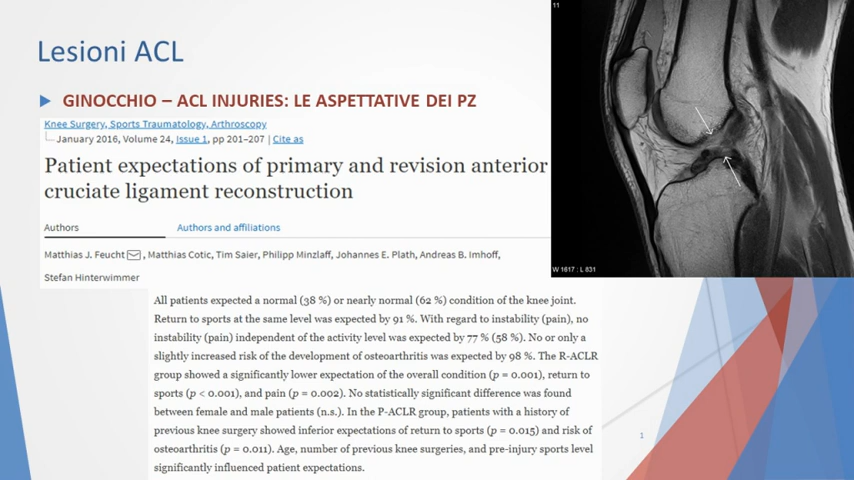 Lesioni ACL
GINOCCHIO – ACL INJURIES: LE ASPETTATIVE DEI PZ
Knee Surgery, Sports Traumatology, Arthroscopy
January 2016, Volume 24, Issue 1, pp 201–207 | Cite as
Patient expectations of primary and revision anterior
cruciate ligament reconstruction
Authors
Authors and affiliations
Matthias J. Feucht, Matthias Cotic, Tim Saier, Philipp Minzlaff, Johannes E. Plath, Andreas B. Imhoff,
Stefan Hinterwimmer
All patients expected a normal (38 %) or nearly normal (62 %) condition of the knee joint.
Return to sports at the same level was expected by 91 %. With regard to instability (pain), no
instability (pain) independent of the activity level was expected by 77 % (58 %). No or only a
slightly increased risk of the development of osteoarthritis was expected by 98 %. The R-ACLR
group showed a significantly lower expectation of the overall condition (p = 0.001), return to
sports (p < 0.001), and pain (p = 0.002). No statistically significant difference was found
between female and male patients (n.s.). In the P-ACLR group, patients with a history of
previous knee surgery showed inferior expectations of return to sports (p = 0.015) and risk of
osteoarthritis (p = 0.011). Age, number of previous knee surgeries, and pre-injury sports level
significantly influenced patient expectations.
11
W 1617 : L 831
1